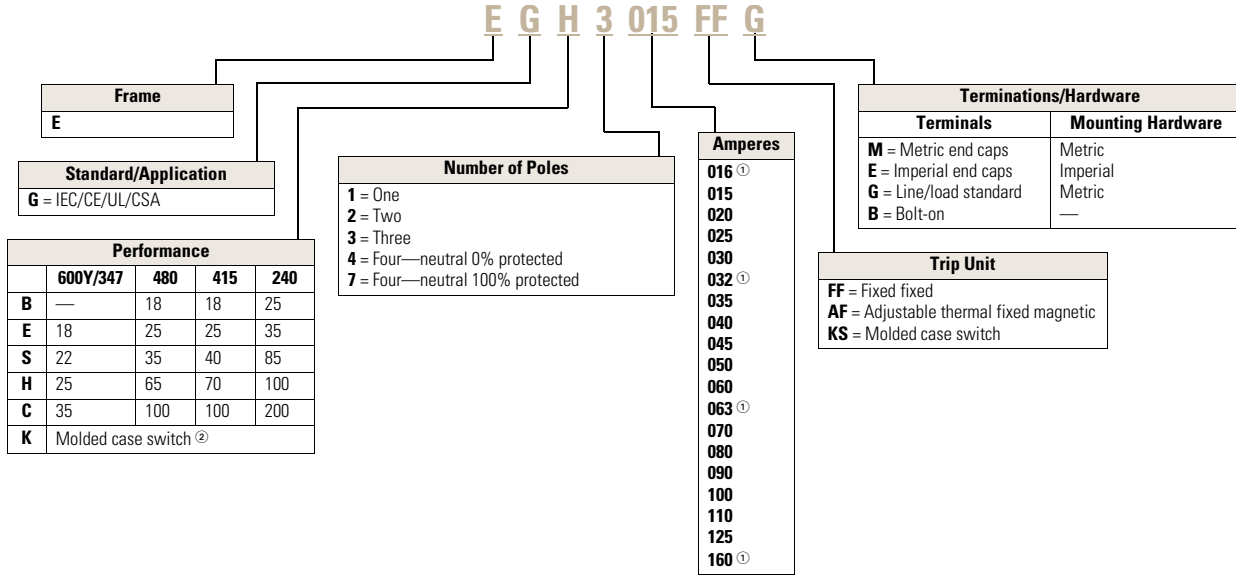 E G H 3 015 FF G
Frame
E
Standard/Application
G = IEC/CE/UL/CSA
Performance
600Y/347 480 415 240
B — 18 18 25
E 18 25 25 35
S 22 35 40 85
H 25 65 70 100
C 35 100 100 200
K Molded case switch ②
Number of Poles
1 = One
2 = Two
3 = Three
4 = Four—neutral 0% protected
7 = Four—neutral 100% protected
Amperes
016 ①
015
020
025
030
032 ①
035
040
045
050
060
063 ①
070
080
090
100
110
125
160 ①
Terminations/Hardware
Terminals Mounting Hardware
M = Metric end caps Metric
E = Imperial end caps Imperial
G = Line/load standard Metric
B = Bolt-on —
Trip Unit
FF = Fixed fixed
AF = Adjustable thermal fixed magnetic
KS = Molded case switch